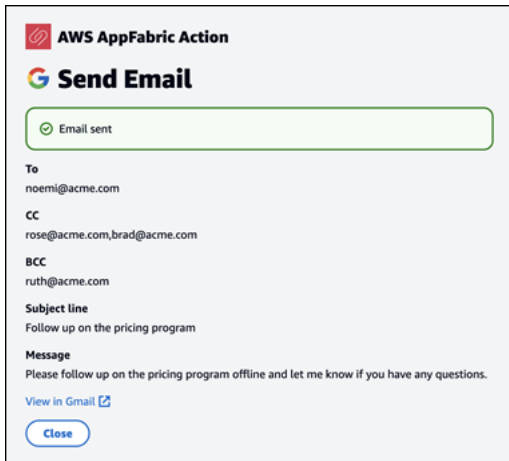 AWS AppFabric Action
Send Email
Email sent
To
noemi@acme.com
CC
rose@acme.com,brad@acme.com
BCC
ruth@acme.com
Subject line
Follow up on the pricing program
Message
Please follow up on the pricing program offline and let me know if you have any questions.
View in Gmail
Close